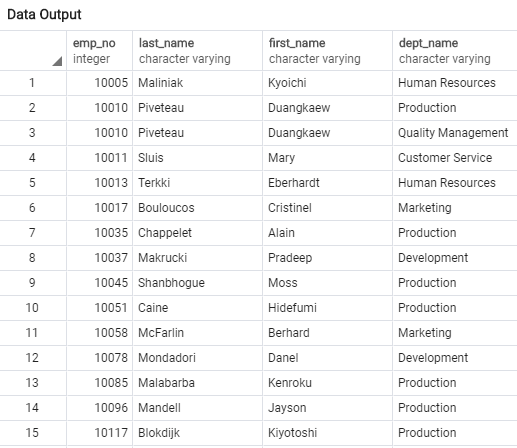 Data Output
emp_no last_name first_name dept_name
integer character varying character varying character varying
1 10005 Maliniak Kyoichi Human Resources
2 10010 Piveteau Duangkaew Production
3 10010 Piveteau Duangkaew Quality Management
4 10011 Sluis Mary Customer Service
5 10013 Terkki Eberhardt Human Resources
6 10017 Bouloucos Cristinel Marketing
7 10035 Chappelet Alain Production
8 10037 Makrucki Pradeep Development
9 10045 Shanbhogue Moss Production
10 10051 Caine Hidefumi Production
11 10058 McFarlin Berhard Marketing
12 10078 Mondadori Danel Development
13 10085 Malabarba Kenroku Production
14 10096 Mandell Jayson Production
15 10117 Blokdijk Kiyotoshi Production